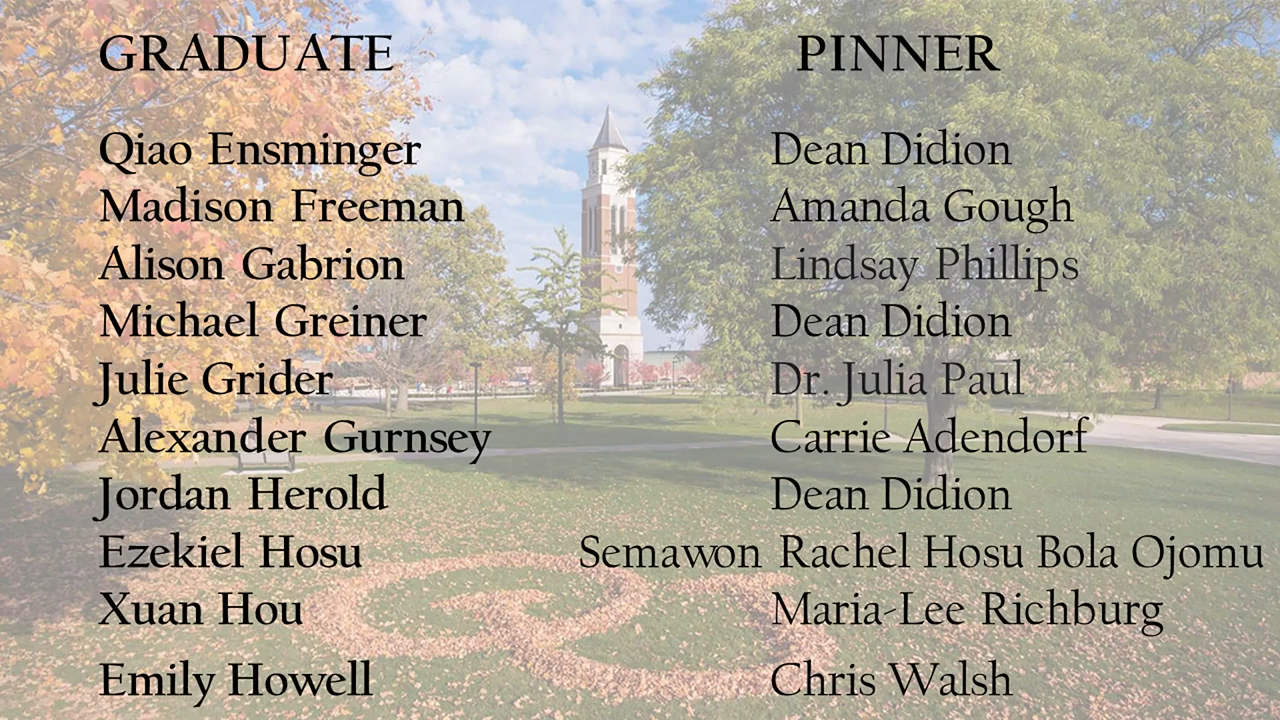 GRADUATE PINNER
Qiao Ensminger Dean Didion
Madison Freeman Amanda Gough
Alison Gabrion Lindsay Phillips
Michael Greiner Dean Didion
Julie Grider Dr. Julia Paul
Alexander Gurnsey Carrie Adendorf
Jordan Herold Dean Didion
Ezekiel Hosu Semawon Rachel Hosu Bola Ojomu
Xuan Hou Maria-Lee Richburg
Emily Howell Chris Walsh